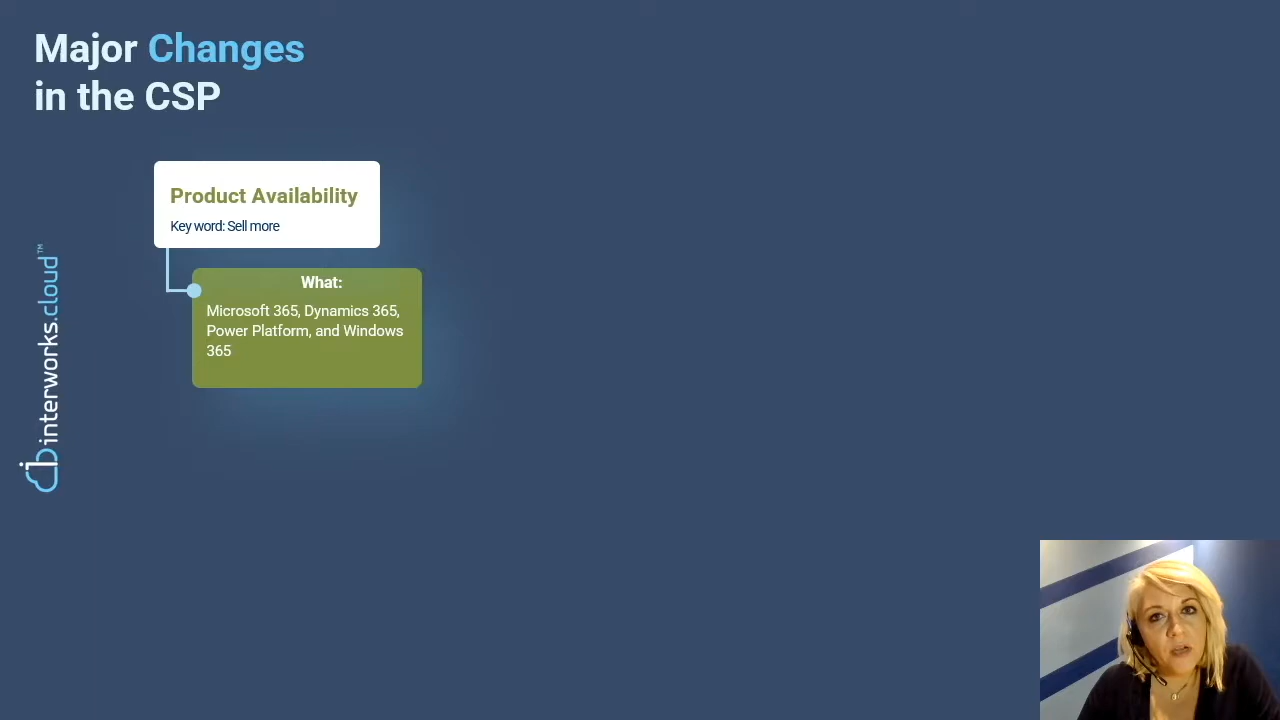 Major Changes
in the CSP
Product Availability
Key word: Sell more
What:
Microsoft 365, Dynamics 365,
Power Platform, and Windows
365
interworks.cloud™